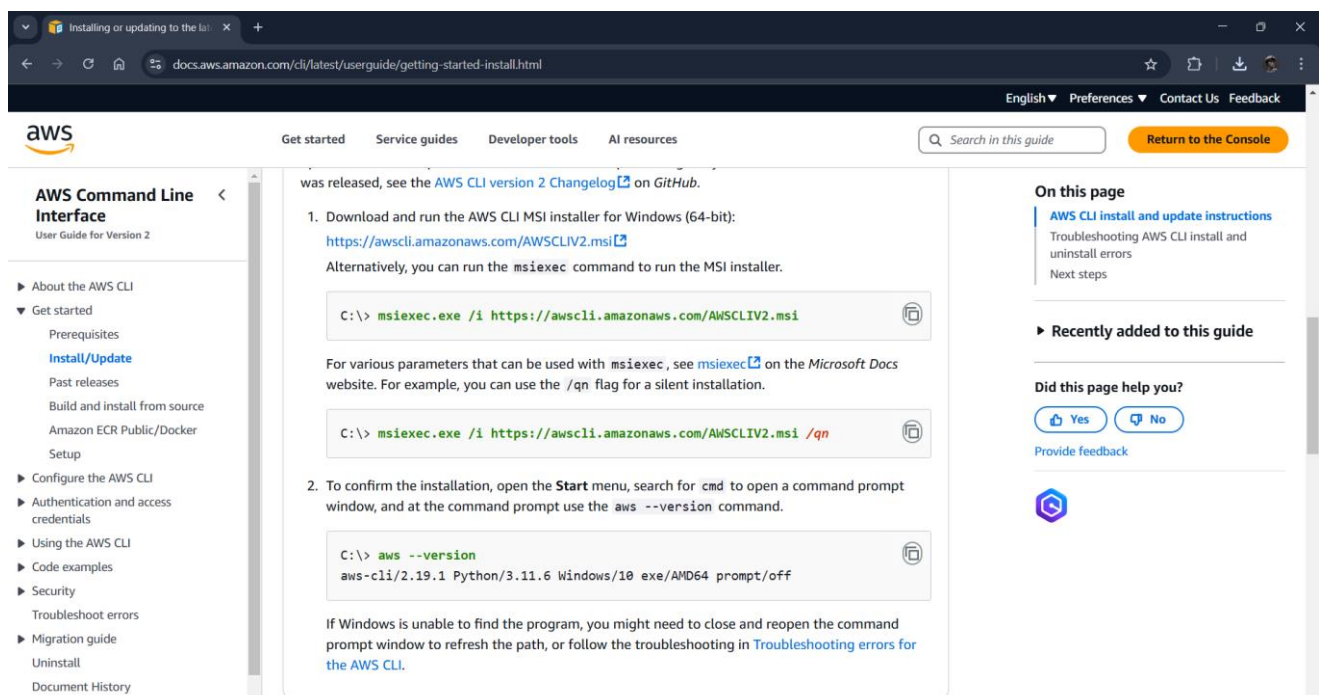 Installing or updating to the lat
docs.aws.amazon.com/cli/latest/userguide/getting-started-install.html
English▼ Preferences ▼ Contact Us Feedback
aws
Get started Service guides Developer tools AI resources
Search in this guide
Return to the Console
AWS Command Line
Interface
User Guide for Version 2
About the AWS CLI
Get started
Prerequisites
Install/Update
Past releases
Build and install from source
Amazon ECR Public/Docker
Setup
Configure the AWS CLI
Authentication and access
credentials
Using the AWS CLI
Code examples
Security
Troubleshoot errors
Migration guide
Uninstall
Document History
was released, see the AWS CLI version 2 Changelog on GitHub.
1. Download and run the AWS CLI MSI installer for Windows (64-bit):
https://awscli.amazonaws.com/AWSCLIV2.msi
Alternatively, you can run the msiexec command to run the MSI installer.
C:\> msiexec.exe /i https://awscli.amazonaws.com/AWSCLIV2.msi
For various parameters that can be used with msiexec, see msiexec on the Microsoft Docs
website. For example, you can use the /qn flag for a silent installation.
C:\> msiexec.exe /i https://awscli.amazonaws.com/AWSCLIV2.msi /qn
2. To confirm the installation, open the Start menu, search for cmd to open a command prompt
window, and at the command prompt use the aws --version command.
C:\> aws --version
aws-cli/2.19.1 Python/3.11.6 Windows/10 exe/AMD64 prompt/off
If Windows is unable to find the program, you might need to close and reopen the command
prompt window to refresh the path, or follow the troubleshooting in Troubleshooting errors for
the AWS CLI.
On this page
AWS CLI install and update instructions
Troubleshooting AWS CLI install and
uninstall errors
Next steps
Recently added to this guide
Did this page help you?
Yes No
Provide feedback